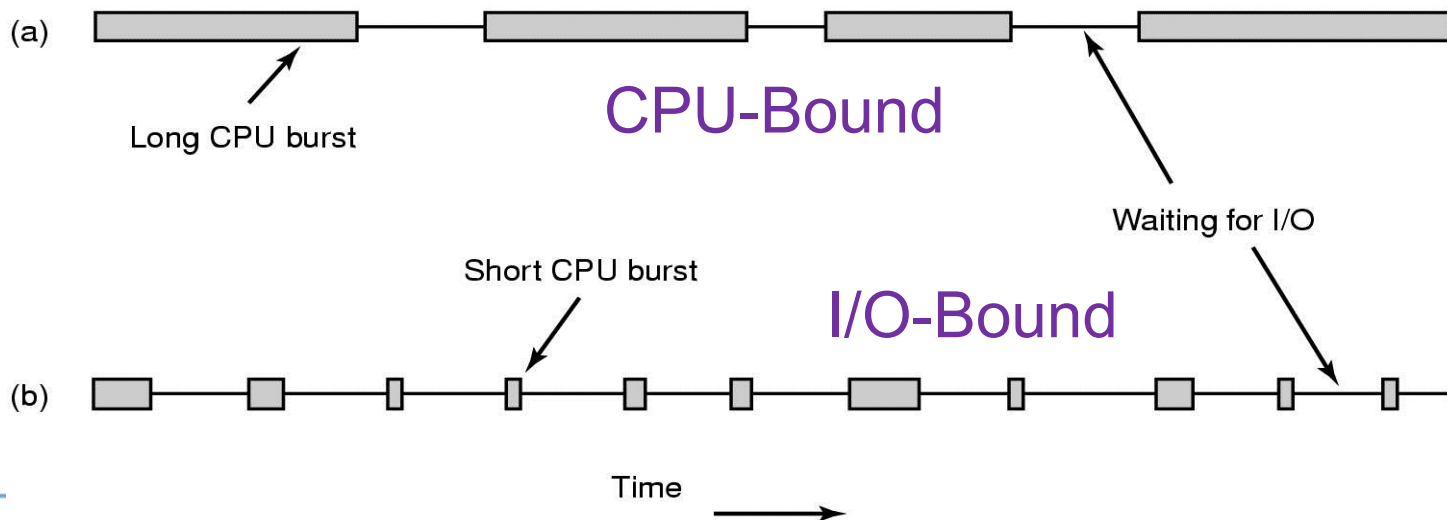 (a)
Long CPU burst
CPU-Bound
Waiting for I/O
Short CPU burst
I/O-Bound
(b)
Time